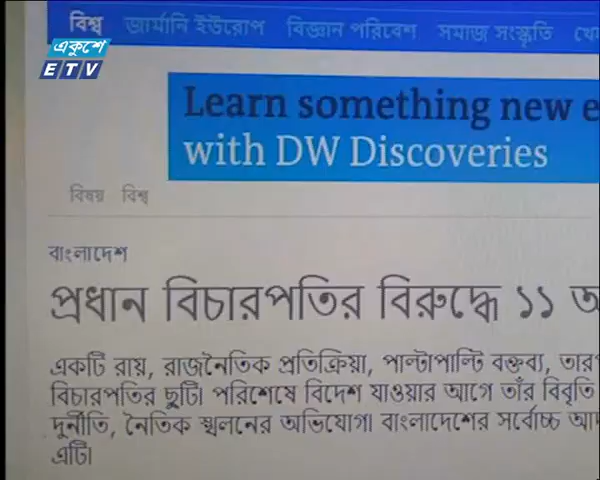 বিশ্ব জার্মানি ইউরোপ বিজ্ঞান পরিবেশ সমাজ সংস্কৃতি
একুশে
ETV
Learn something new
with DW Discoveries
বিষয় বিশ্ব
বাংলাদেশ
প্রধান বিচারপতির বিরুদ্ধে ১১
একটি রায়, রাজনৈতিক প্রতিক্রিয়া, পাল্টাপাল্টি বক্তব্য,
বিচারপতির ছুটি৷ পরিশেষে বিদেশ যাওয়ার আগে তাঁর বিবৃতি
দুর্নীতি, নৈতিক স্খলনের অভিযোগ৷ বাংলাদেশের সর্বোচ্চ
এটি৷